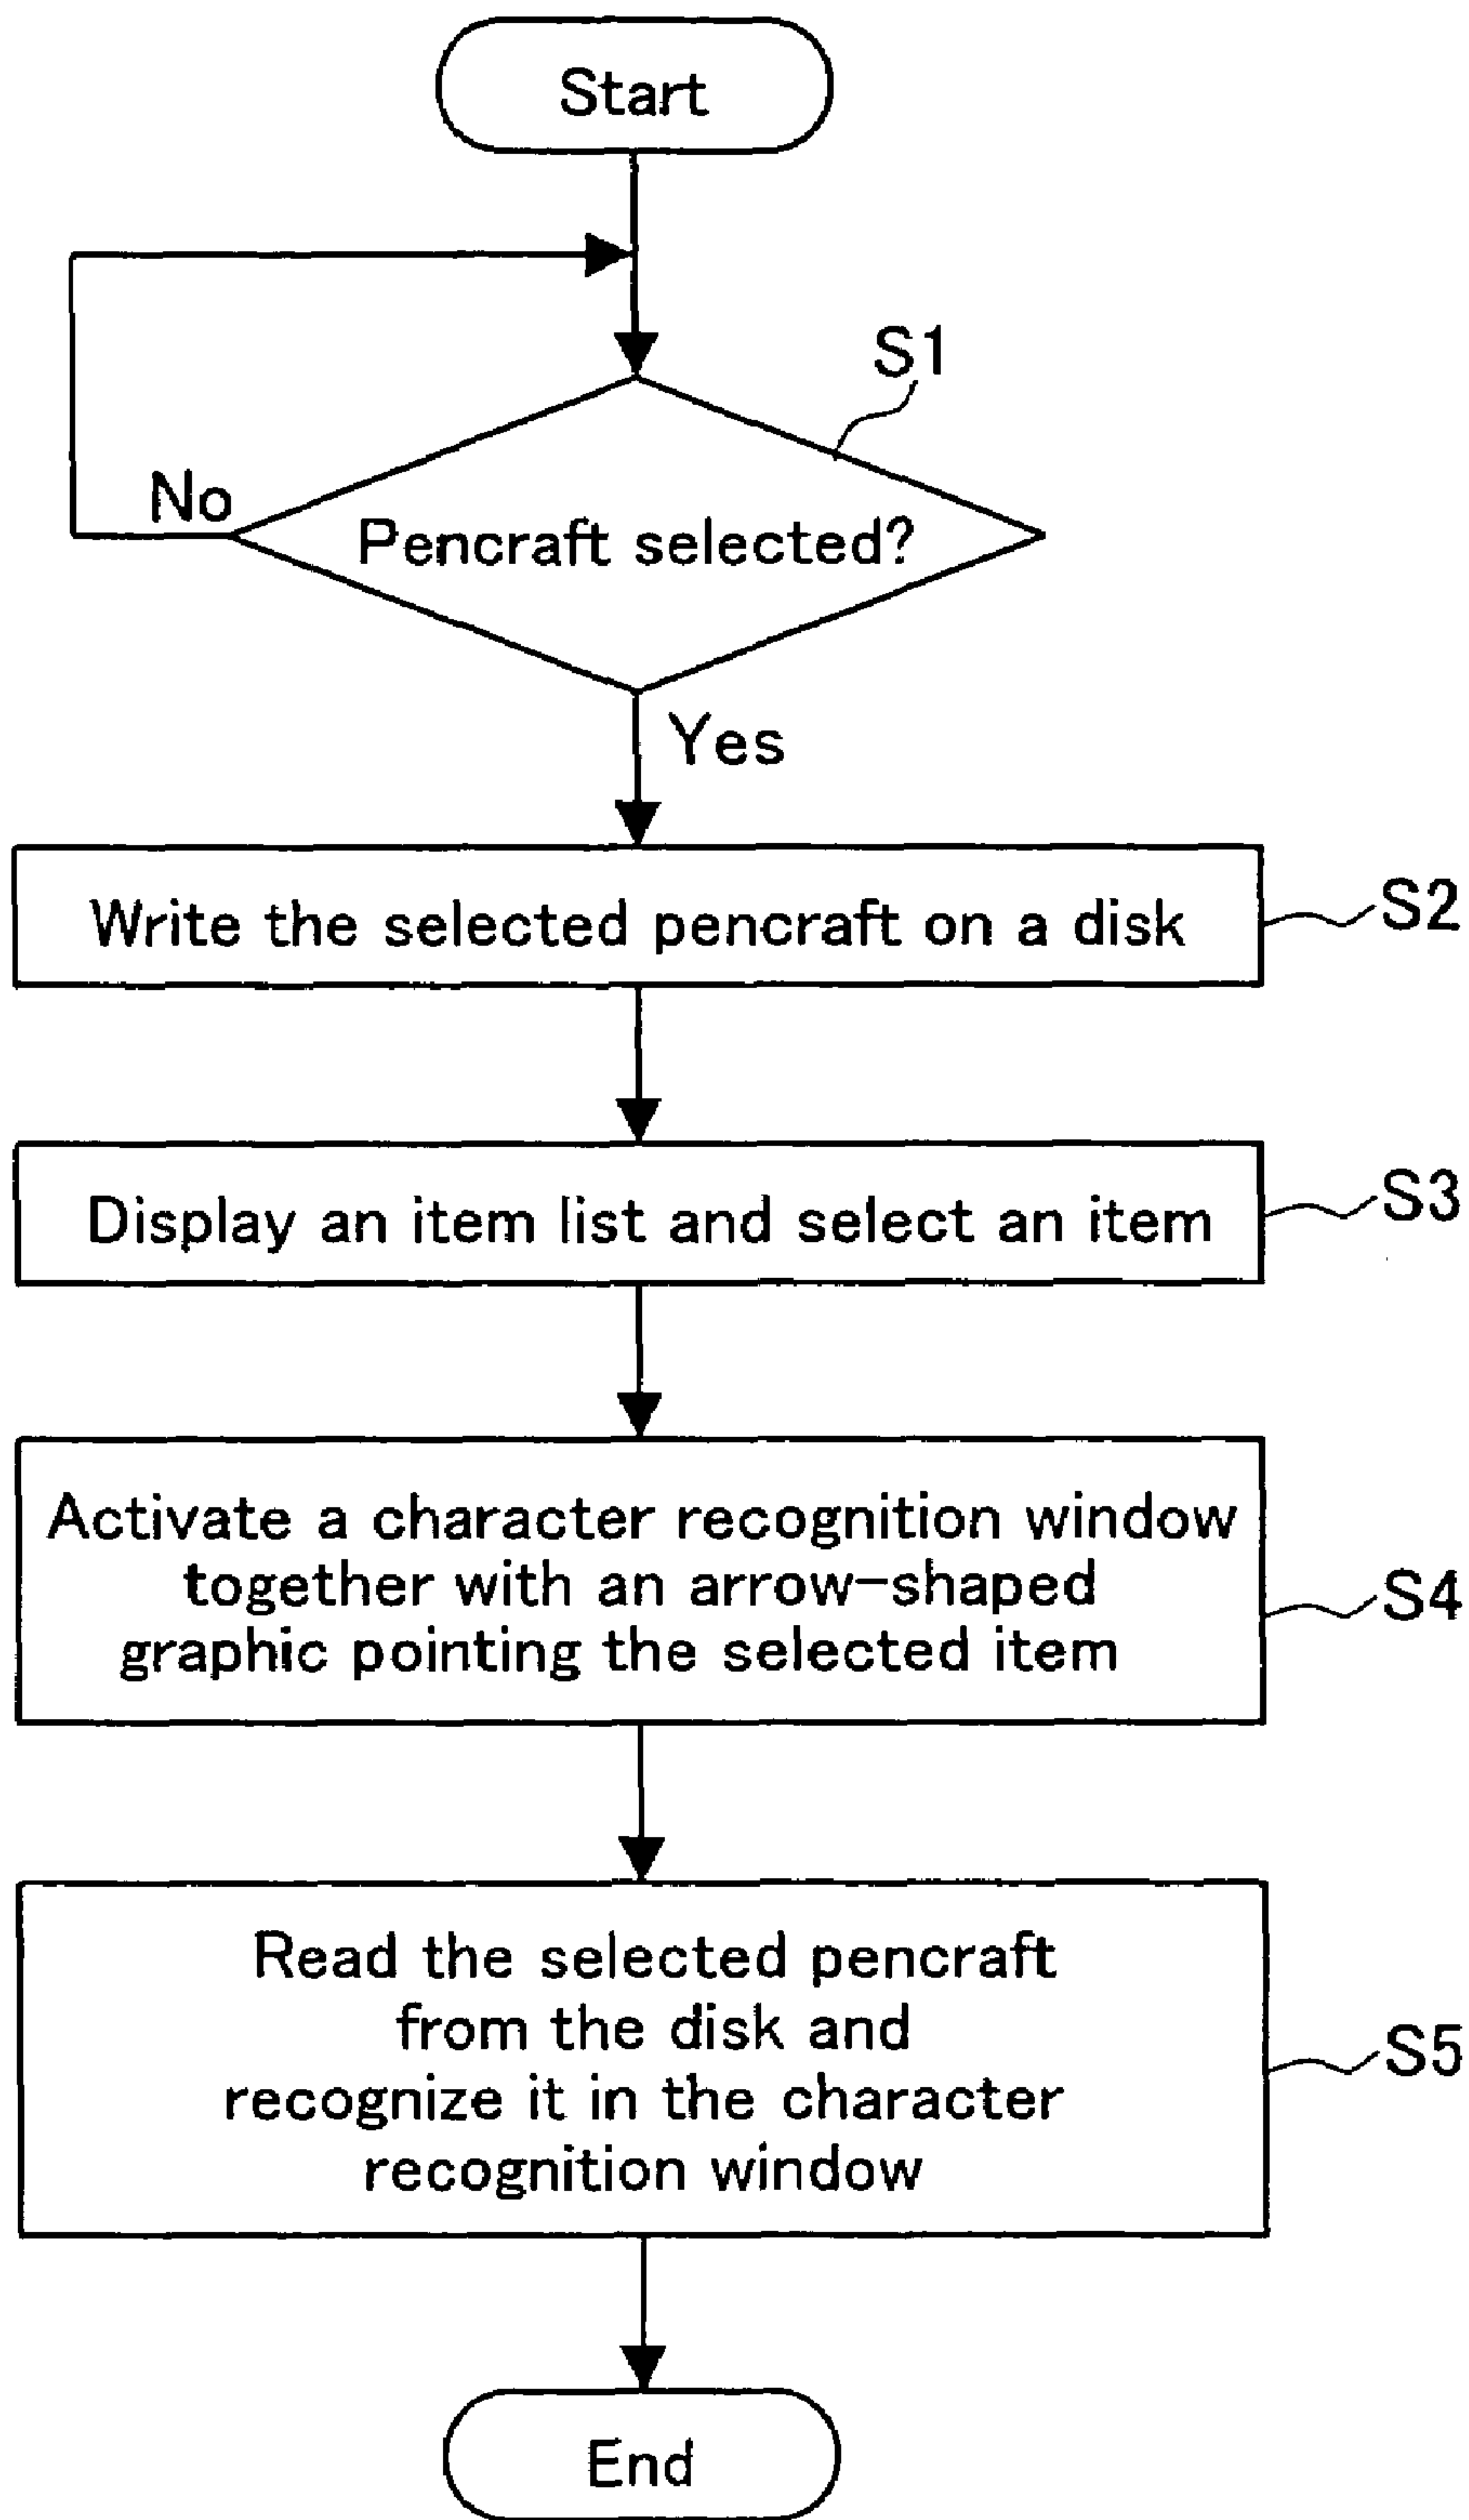 Start
S1
No
Pencraft selected?
Yes
Write the selected pencraft on a disk
S2
Display an item list and select an item
S3
Activate a character recognition window
together with an arrow-shaped
graphic pointing the selected item
S4
Read the selected pencraft
from the disk and
recognize it in the character
recognition window
S5
End